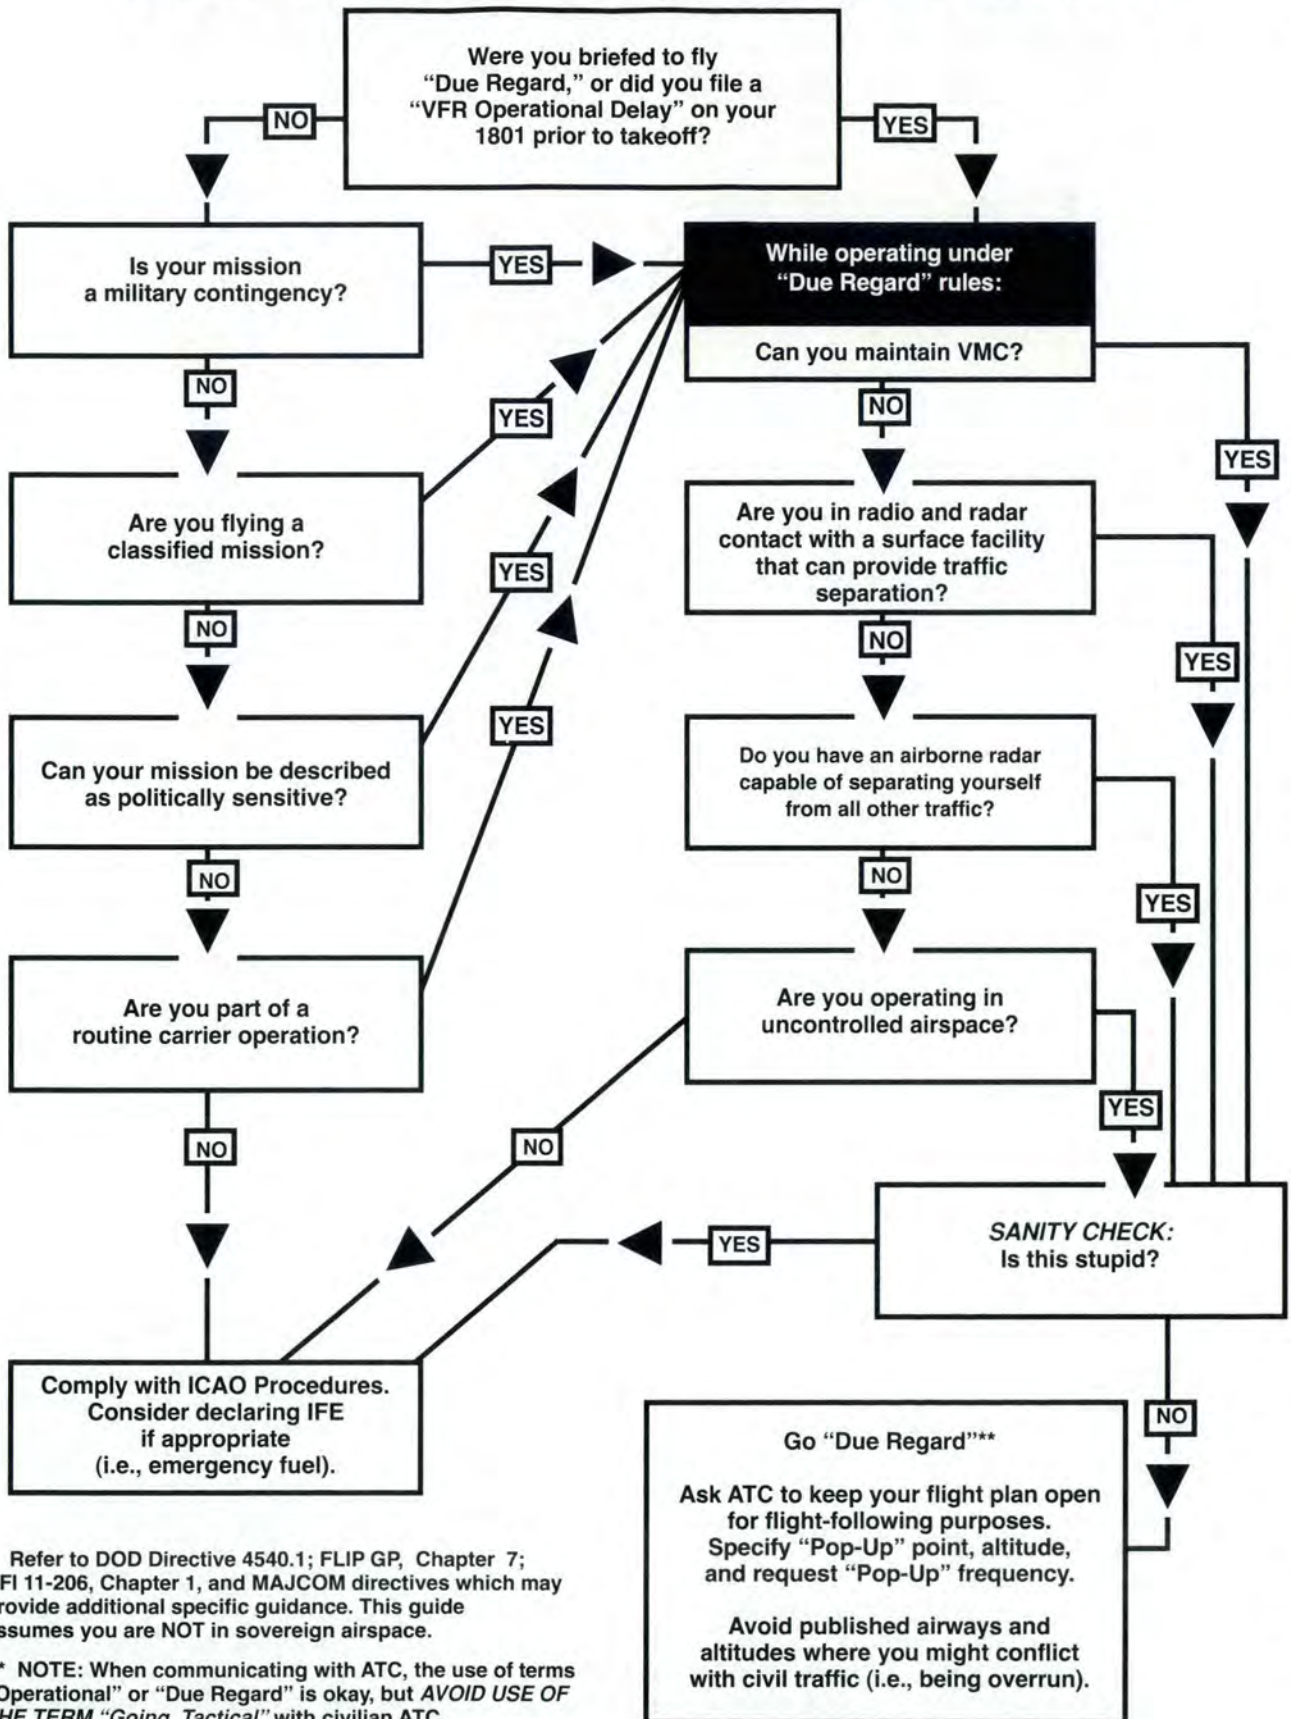 Were you briefed to fly
“Due Regard,” or did you file a
“VFR Operational Delay” on your
1801 prior to takeoff?
NO
YES
Is your mission
a military contingency?
YES
While operating under
“Due Regard” rules:
Can you maintain VMC?
NO
YES
NO
YES
Are you flying a
classified mission?
YES
Are you in radio and radar
contact with a surface facility
that can provide traffic
separation?
NO
NO
YES
Can your mission be described
as politically sensitive?
YES
Do you have an airborne radar
capable of separating yourself
from all other traffic?
NO
NO
YES
Are you part of a
routine carrier operation?
Are you operating in
uncontrolled airspace?
YES
NO
NO
YES
SANITY CHECK:
Is this stupid?
Comply with ICAO Procedures.
Consider declaring IFE
if appropriate
(i.e., emergency fuel).
NO
Go “Due Regard”**
Ask ATC to keep your flight plan open
for flight-following purposes.
Specify “Pop-Up” point, altitude,
and request “Pop-Up” frequency.
Avoid published airways and
altitudes where you might conflict
with civil traffic (i.e., being overrun).
Refer to DOD Directive 4540.1; FLIP GP, Chapter 7;
FI 11-206, Chapter 1, and MAJCOM directives which may
rovide additional specific guidance. This guide
ssumes you are NOT in sovereign airspace.
* NOTE: When communicating with ATC, the use of terms
Operational” or “Due Regard” is okay, but AVOID USE OF
HE TERM “Going Tactical” with civilian ATC.